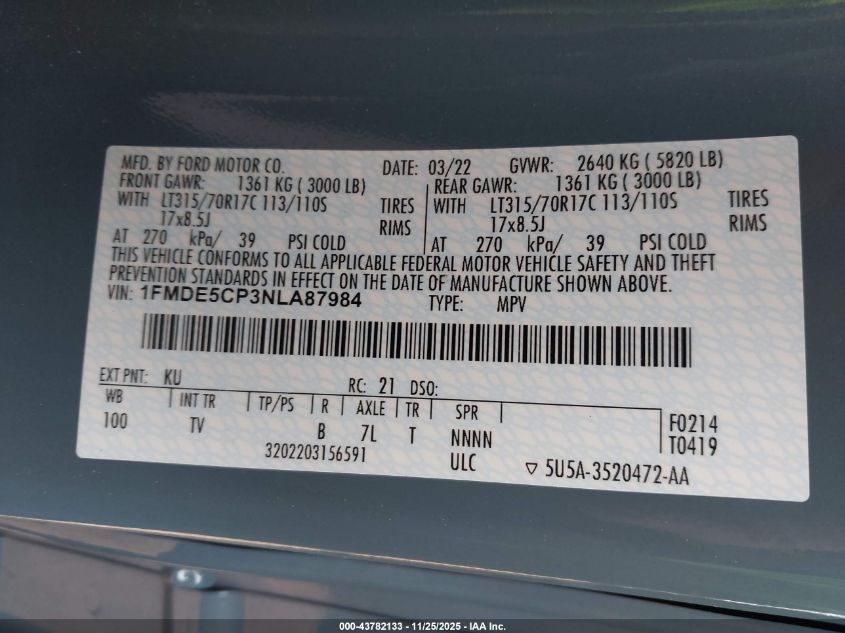 MFD. BY FORD MOTOR CO. DATE: 03/22 GVWR: 2640 KG ( 5820 LB)
FRONT GAWR: 1361 KG ( 3000 LB) REAR GAWR: 1361 KG ( 3000 LB)
WITH LT315/70R17C 113/110S TIRES WITH LT315/70R17C 113/110S TIRES
17x8.5J RIMS 17x8.5J RIMS
AT 270 kPa/ 39 PSI COLD AT 270 kPa/ 39 PSI COLD
THIS VEHICLE CONFORMS TO ALL APPLICABLE FEDERAL MOTOR VEHICLE SAFETY AND THEFT
PREVENTION STANDARDS IN EFFECT ON THE DATE OF MANUFACTURE SHOWN ABOVE.
VIN: 1FMDE5CP3NLA87984 TYPE: MPV
EXT PNT: KU RC: 21 DSO:
WB INT TR TP/PS R AXLE TR SPR F0214
100 TV B 7L T NNNN T0419
3202203156591 ULC ▽ 5U5A-3520472-AA
000-43782133 - 11/25/2025 - IAA Inc.